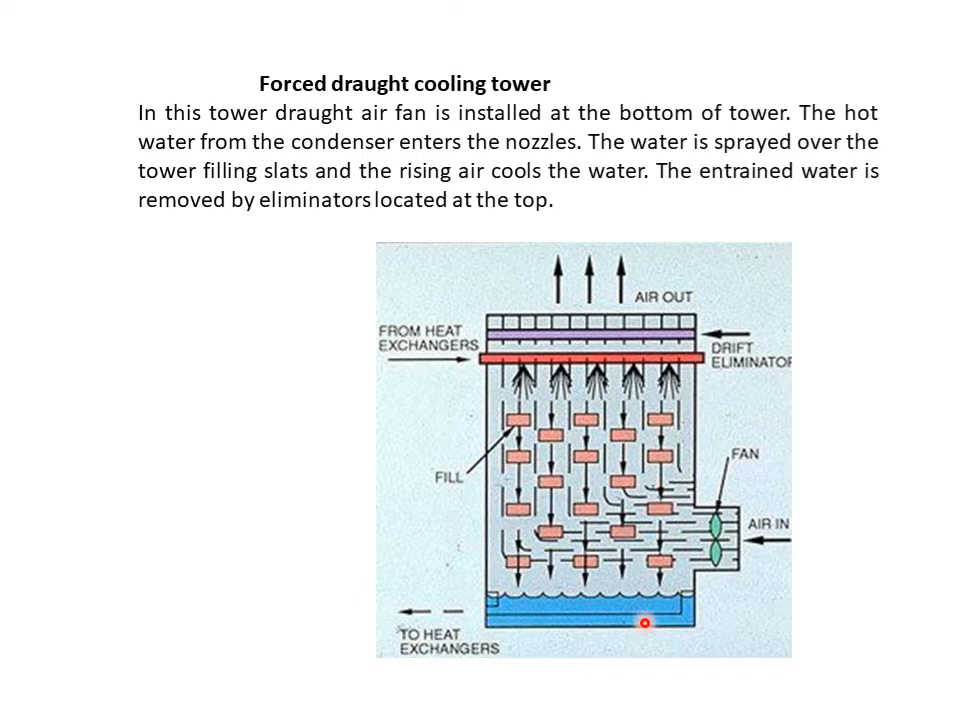 Forced draught cooling tower
In this tower draught air fan is installed at the bottom of tower. The hot
water from the condenser enters the nozzles. The water is sprayed over the
tower filling slats and the rising air cools the water. The entrained water is
removed by eliminators located at the top.
AIR OUT
FROM HEAT
EXCHANGERS
DRIFT
ELIMINATOR
FAN
FILL
AIR IN
TO HEAT
EXCHANGERS